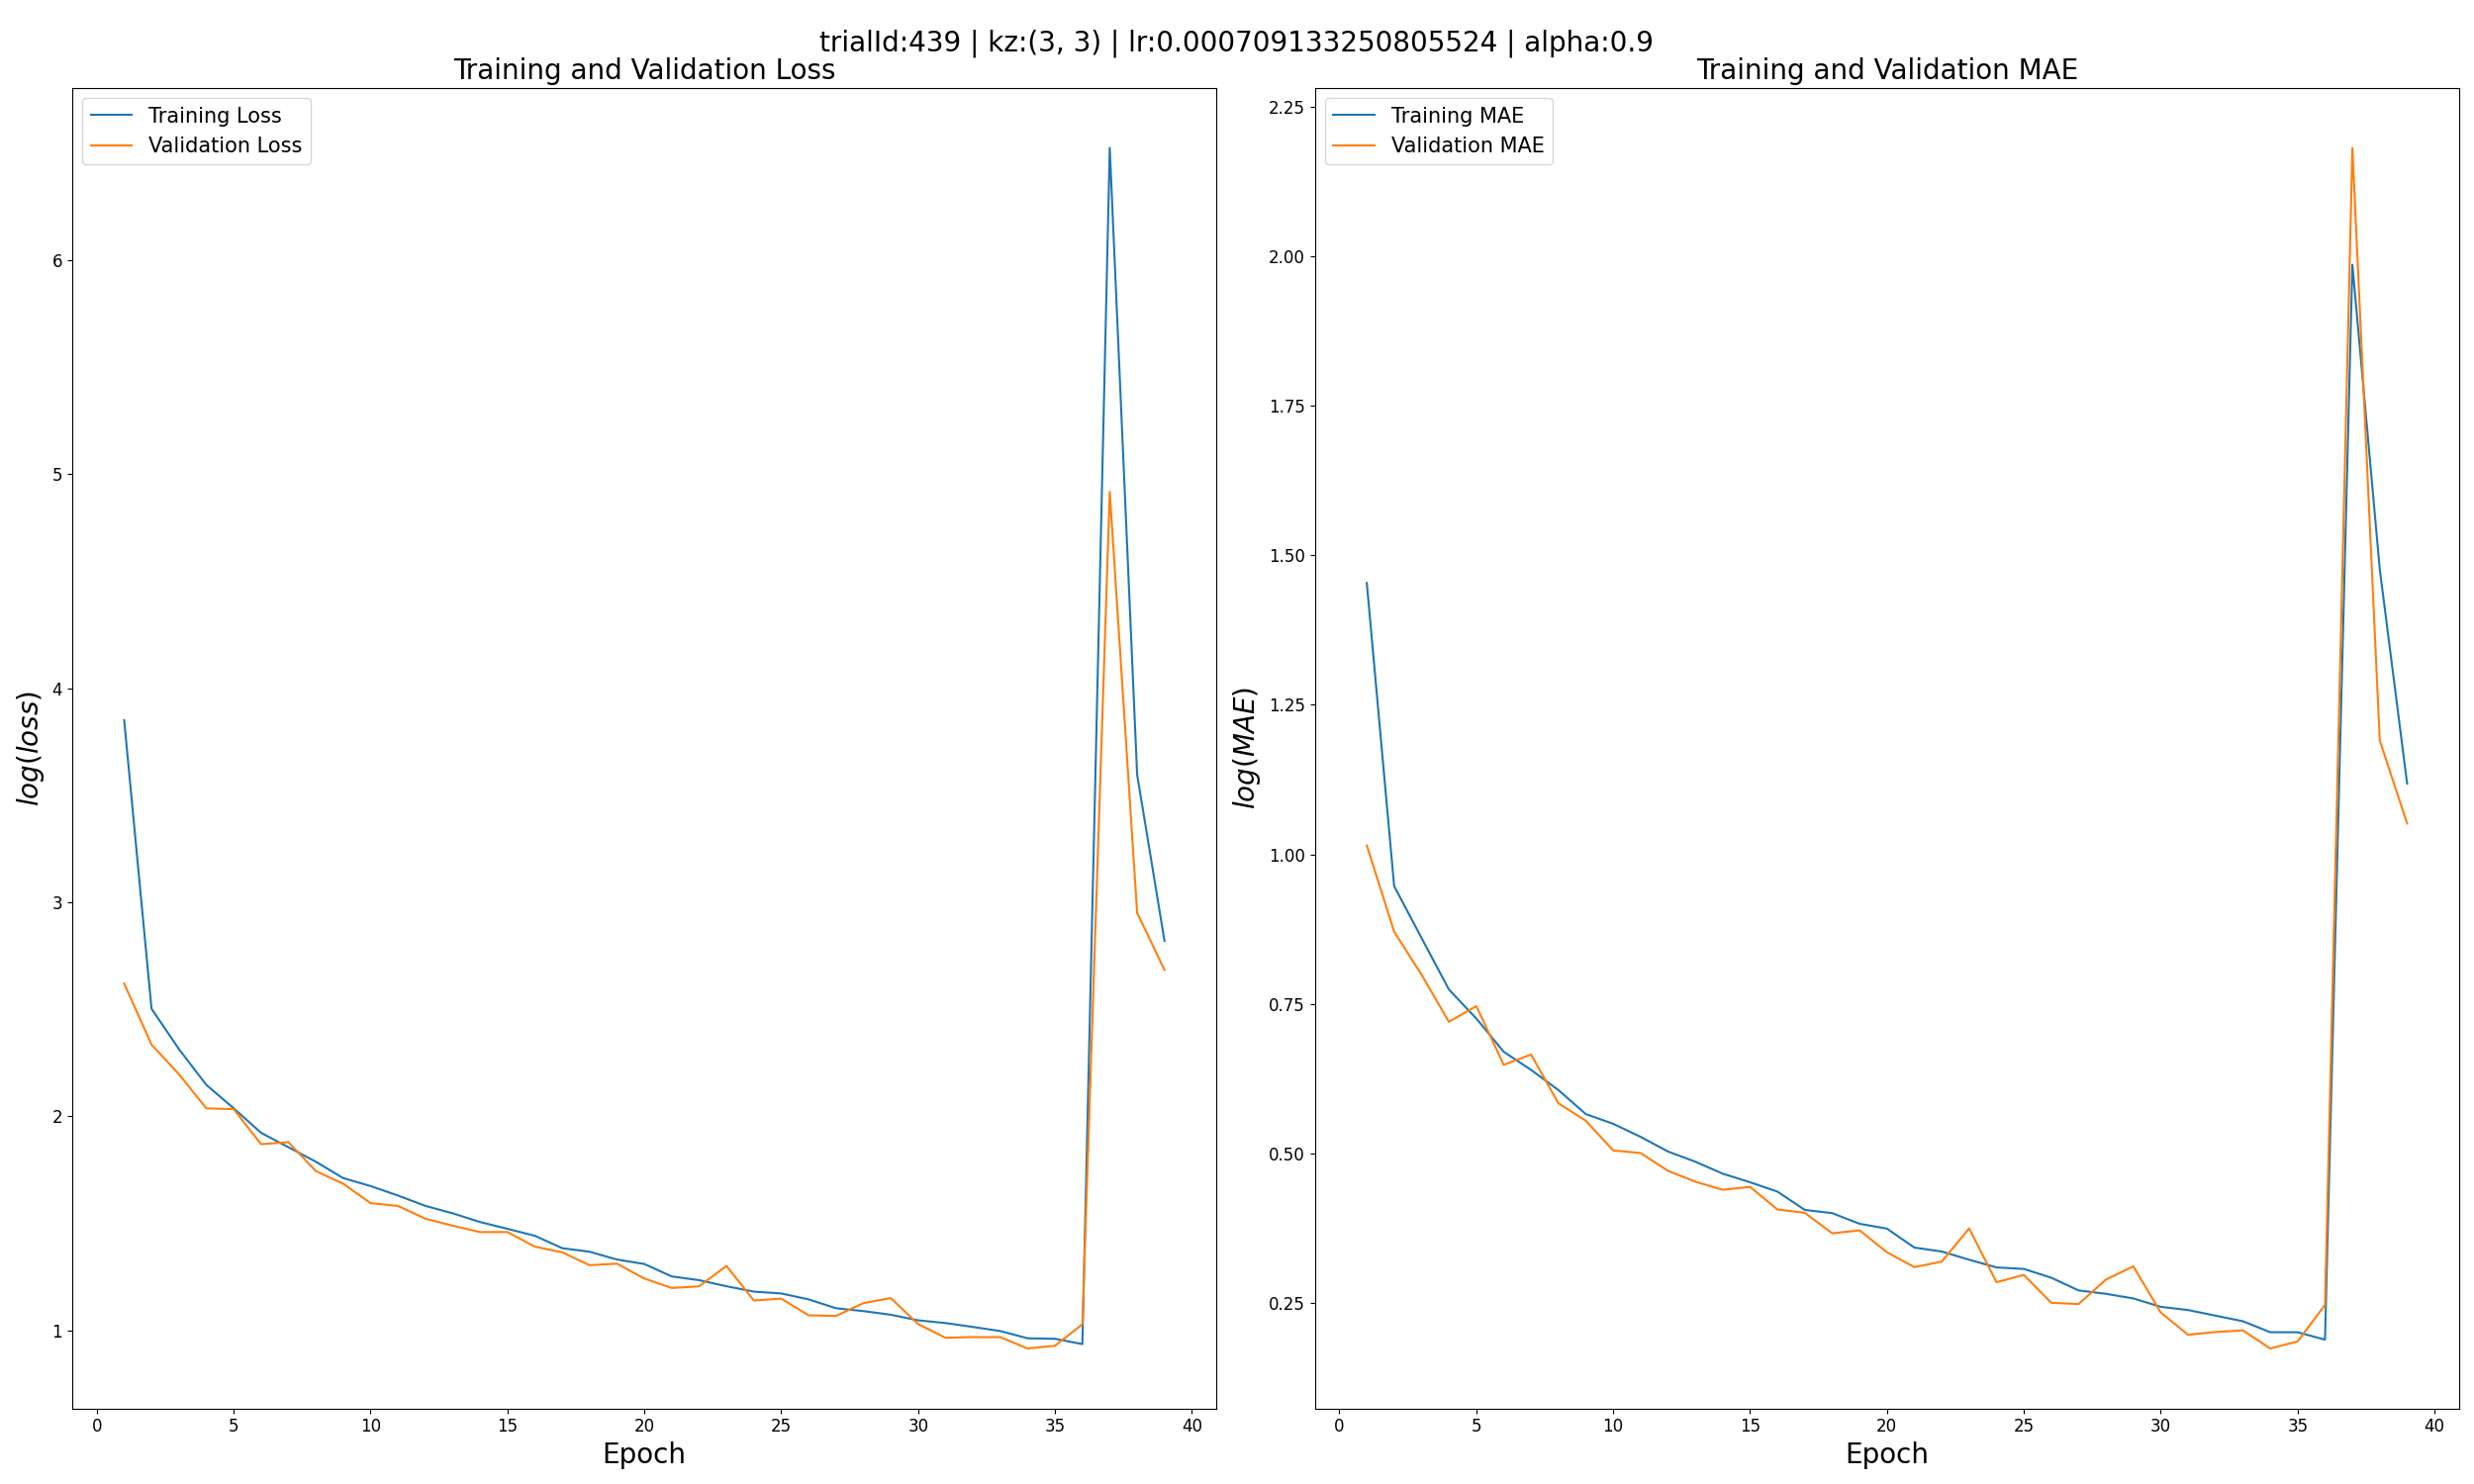 trialId:439 | kz:(3, 3) | lr:0.000709133250805524 | alpha:0.9
Training and Validation Loss
Training Loss
Validation Loss
6
5
4
3
2
1
log(loss)
0 5 10 15 20 25 30 35 40
Epoch
Training and Validation MAE
Training MAE
Validation MAE
2.25
2.00
1.75
1.50
1.25
1.00
0.75
0.50
0.25
log(MAE)
0 5 10 15 20 25 30 35 40
Epoch